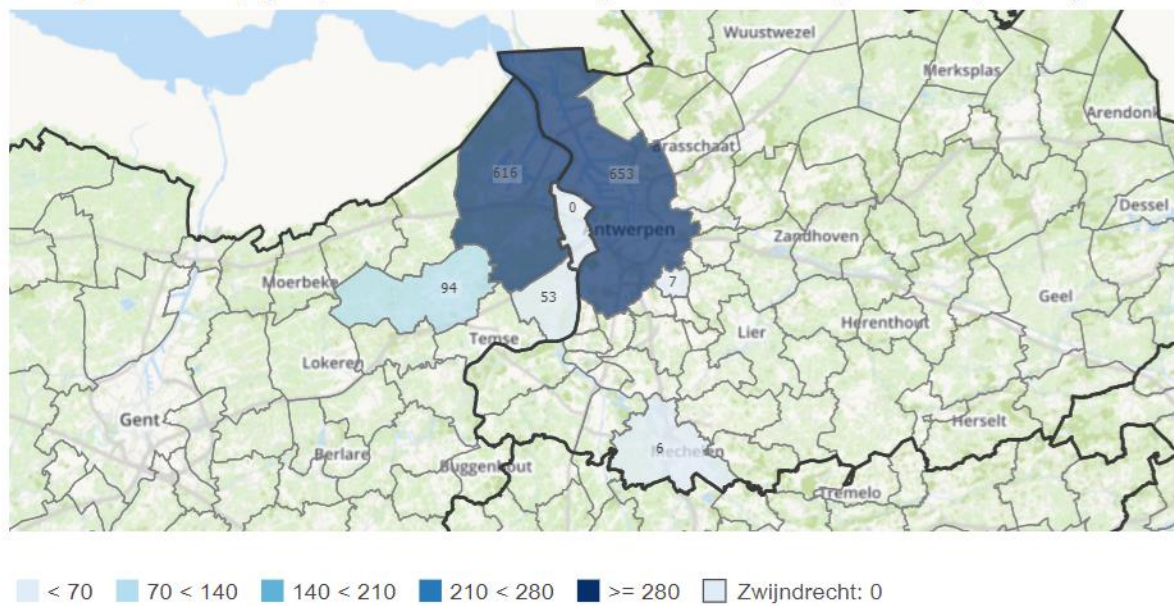 Wuustwezel
Merksplas
Arendonk
Brasschaat
616
653
0
Dessel
Antwerpen
Zandhoven
Moerbeke
94
53
7
Geel
Temse
Lier
Herenthout
Lokeren
Gent
Herselt
Berlare
6
Mechelen
Buggenhout
Tremelo
< 70
70 < 140
140 < 210
210 < 280
>= 280
Zwijndrecht: 0